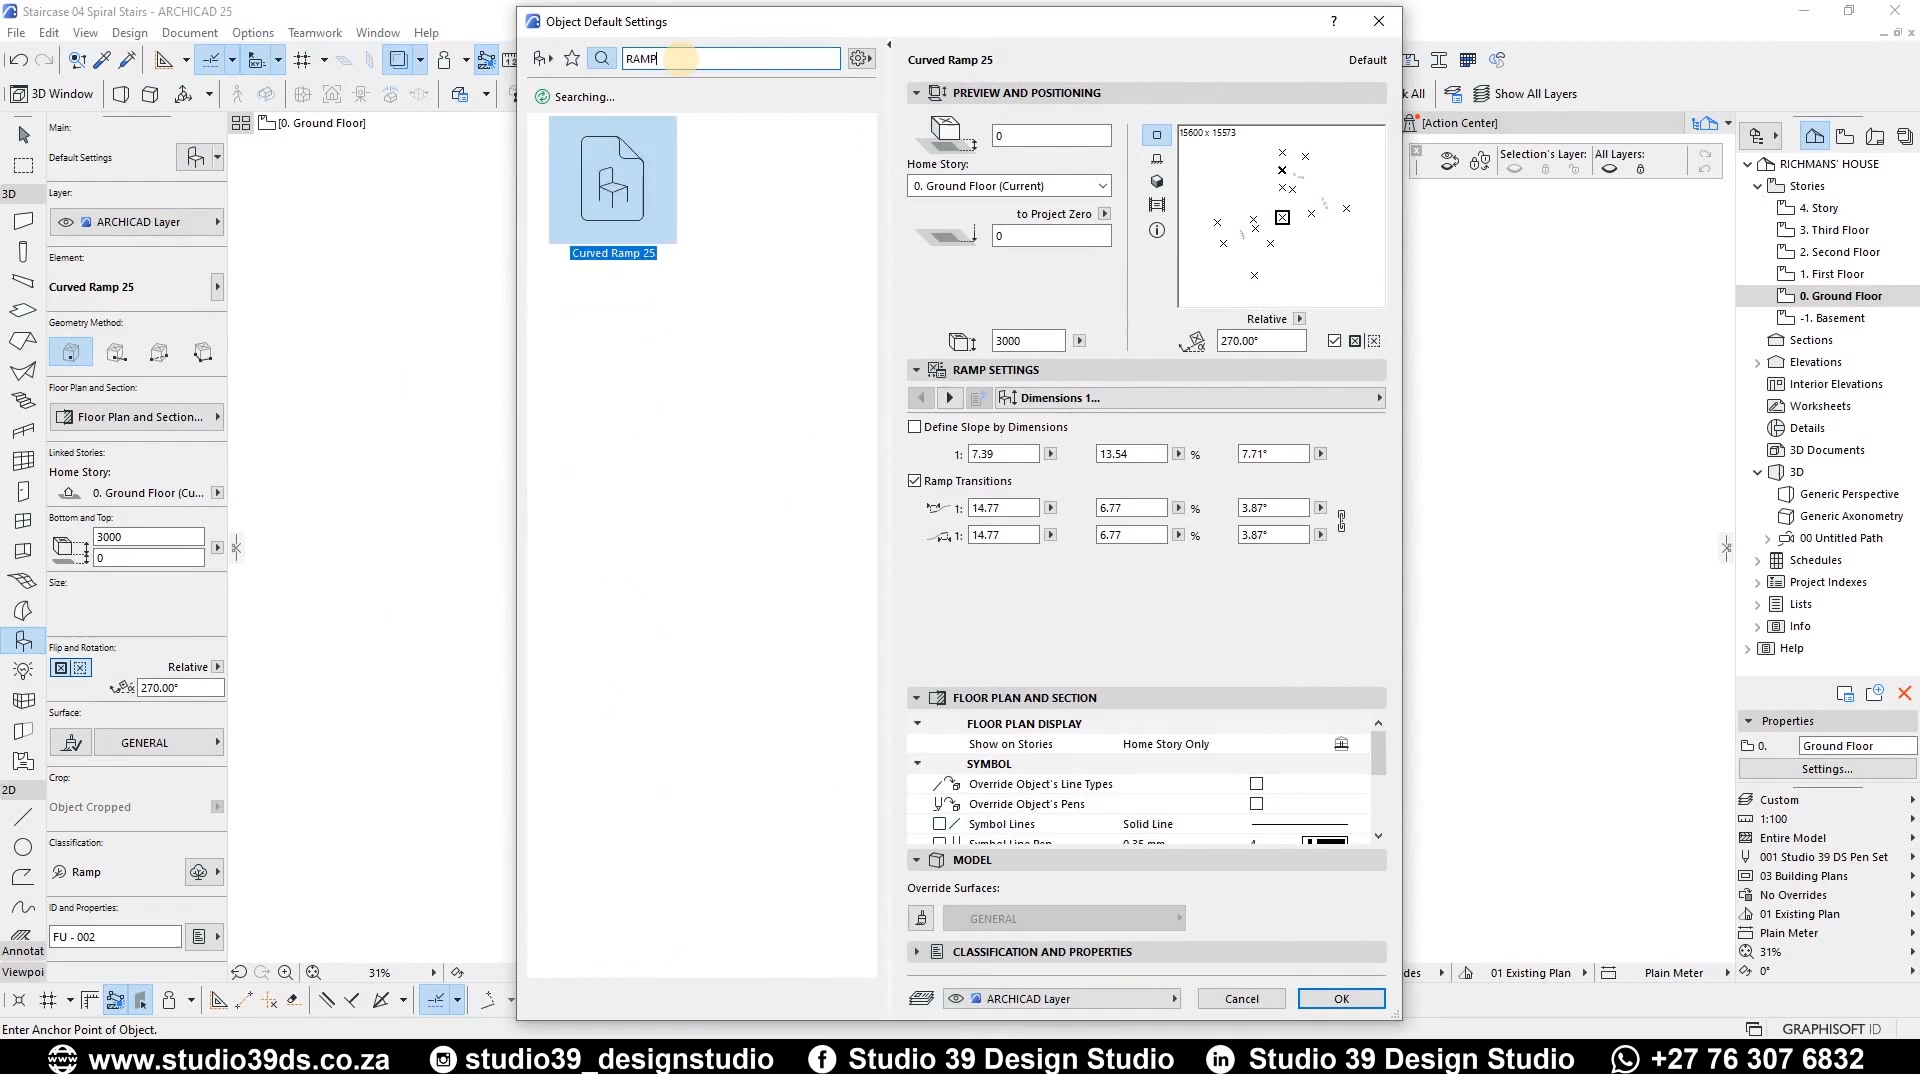 Staircase 04 Spiral Stairs - ARCHICAD 25
File Edit View Design Document Options Teamwork Window Help
3D Window
[0. Ground Floor]
Main:
Default Settings
3D
Layer:
ARCHICAD Layer
Element:
Curved Ramp 25
Geometry Method:
Floor Plan and Section:
Floor Plan and Section...
Linked Stories:
Home Story:
0. Ground Floor (Cu...
Bottom and Top:
3000
0
Size:
Flip and Rotation:
Relative
270.00°
Surface:
GENERAL
Crop:
2D
Object Cropped
Classification:
Ramp
ID and Properties:
FU - 002
Annotat
Viewpoi
31%
Enter Anchor Point of Object.
Object Default Settings
?
RAMP
Searching...
Curved Ramp 25
Curved Ramp 25 Default
PREVIEW AND POSITIONING
0
15600 x 15573
Home Story:
0. Ground Floor (Current)
to Project Zero
0
Relative
3000
270.00°
RAMP SETTINGS
Dimensions 1...
Define Slope by Dimensions
1: 7.39 13.54 % 7.71°
Ramp Transitions
1: 14.77 6.77 % 3.87°
1: 14.77 6.77 % 3.87°
FLOOR PLAN AND SECTION
FLOOR PLAN DISPLAY
Show on Stories Home Story Only
SYMBOL
Override Object's Line Types
Override Object's Pens
Symbol Lines Solid Line
Symbol Line Pen 0.35 mm 4
MODEL
Override Surfaces:
GENERAL
CLASSIFICATION AND PROPERTIES
ARCHICAD Layer Cancel OK
k All Show All Layers
[Action Center]
Selection's Layer: All Layers:
RICHMANS' HOUSE
Stories
4. Story
3. Third Floor
2. Second Floor
1. First Floor
0. Ground Floor
-1. Basement
Sections
Elevations
Interior Elevations
Worksheets
Details
3D Documents
3D
Generic Perspective
Generic Axonometry
00 Untitled Path
Schedules
Project Indexes
Lists
Info
Help
Properties
0. Ground Floor
Settings...
Custom
1:100
Entire Model
001 Studio 39 DS Pen Set
03 Building Plans
No Overrides
01 Existing Plan
Plain Meter
31%
0°
des 01 Existing Plan Plain Meter
GRAPHISOFT ID
www.studio39ds.co.za studio39_designstudio Studio 39 Design Studio Studio 39 Design Studio +27 76 307 6832